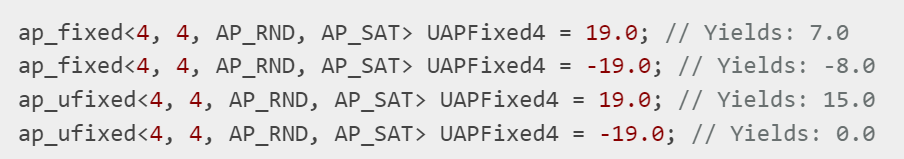 ap_fixed<4, 4, AP_RND, AP_SAT> UAPFixed4 = 19.0; // Yields: 7.0
ap_fixed<4, 4, AP_RND, AP_SAT> UAPFixed4 = -19.0; // Yields: -8.0
ap_ufixed<4, 4, AP_RND, AP_SAT> UAPFixed4 = 19.0; // Yields: 15.0
ap_ufixed<4, 4, AP_RND, AP_SAT> UAPFixed4 = -19.0; // Yields: 0.0